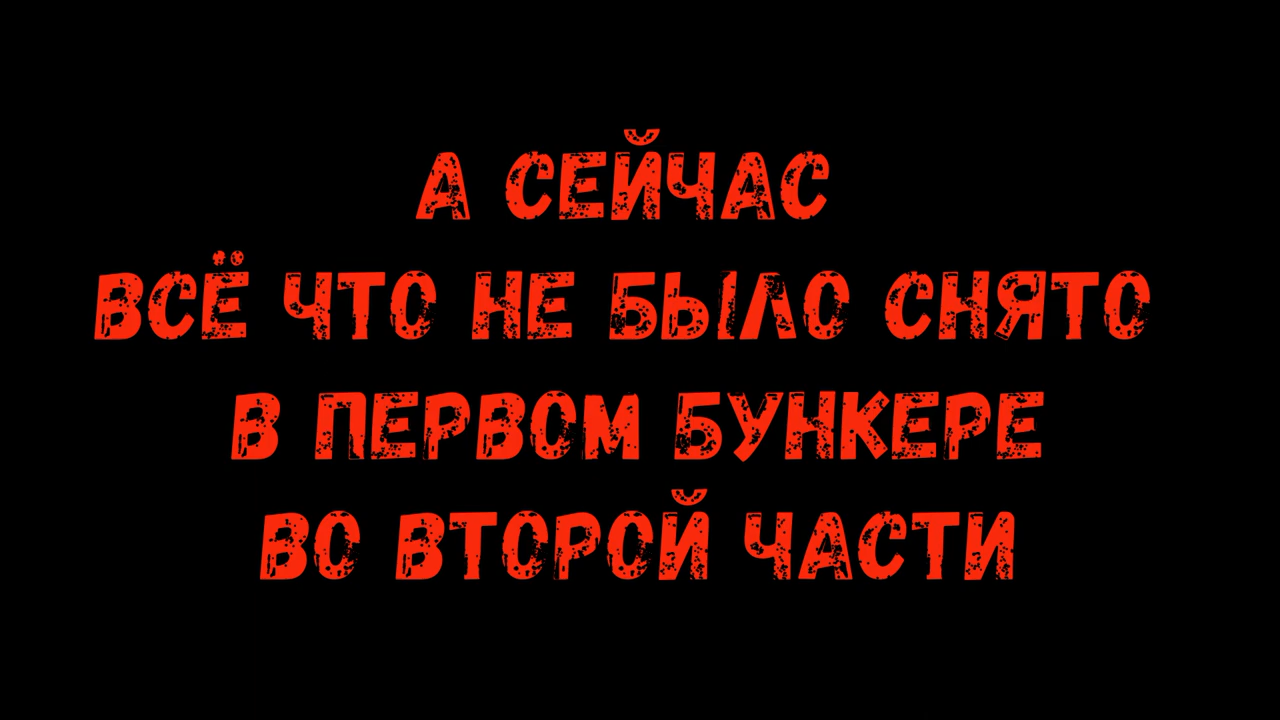 А СЕЙЧАС
ВСЁ ЧТО НЕ БЫЛО СНЯТО
В ПЕРВОМ БУНКЕРЕ
ВО ВТОРОЙ ЧАСТИ